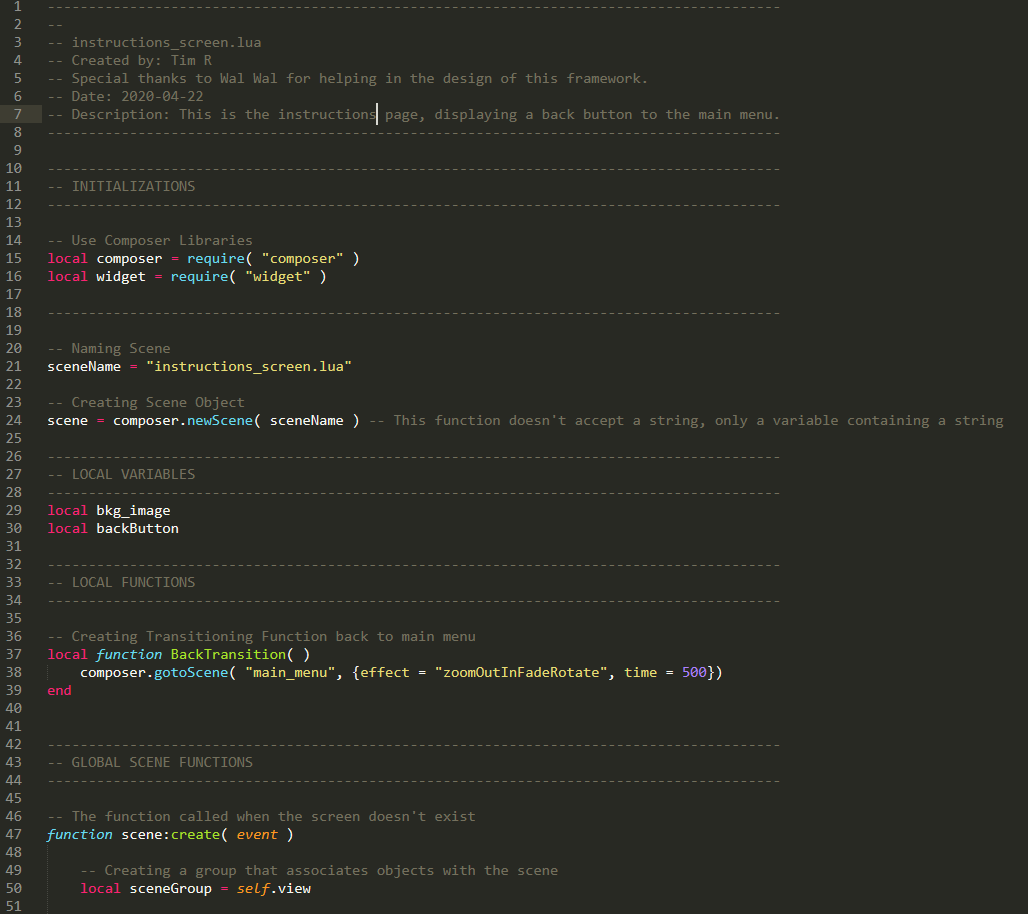 1 -----------------------------------------------------------------------------------------
2 --
3 -- instructions_screen.lua
4 -- Created by: Tim R
5 -- Special thanks to Wal Wal for helping in the design of this framework.
6 -- Date: 2020-04-22
7 -- Description: This is the instructions page, displaying a back button to the main menu.
8 -----------------------------------------------------------------------------------------
9
10 -----------------------------------------------------------------------------------------
11 -- INITIALIZATIONS
12 -----------------------------------------------------------------------------------------
13
14 -- Use Composer Libraries
15 local composer = require( "composer" )
16 local widget = require( "widget" )
17
18 -----------------------------------------------------------------------------------------
19
20 -- Naming Scene
21 sceneName = "instructions_screen.lua"
22
23 -- Creating Scene Object
24 scene = composer.newScene( sceneName ) -- This function doesn't accept a string, only a variable containing a string
25
26 -----------------------------------------------------------------------------------------
27 -- LOCAL VARIABLES
28 -----------------------------------------------------------------------------------------
29 local bkg_image
30 local backButton
31
32 -----------------------------------------------------------------------------------------
33 -- LOCAL FUNCTIONS
34 -----------------------------------------------------------------------------------------
35
36 -- Creating Transitioning Function back to main menu
37 local function BackTransition( )
38     composer.gotoScene( "main_menu", {effect = "zoomOutInFadeRotate", time = 500})
39 end
40
41
42 -----------------------------------------------------------------------------------------
43 -- GLOBAL SCENE FUNCTIONS
44 -----------------------------------------------------------------------------------------
45
46 -- The function called when the screen doesn't exist
47 function scene:create( event )
48
49     -- Creating a group that associates objects with the scene
50     local sceneGroup = self.view
51